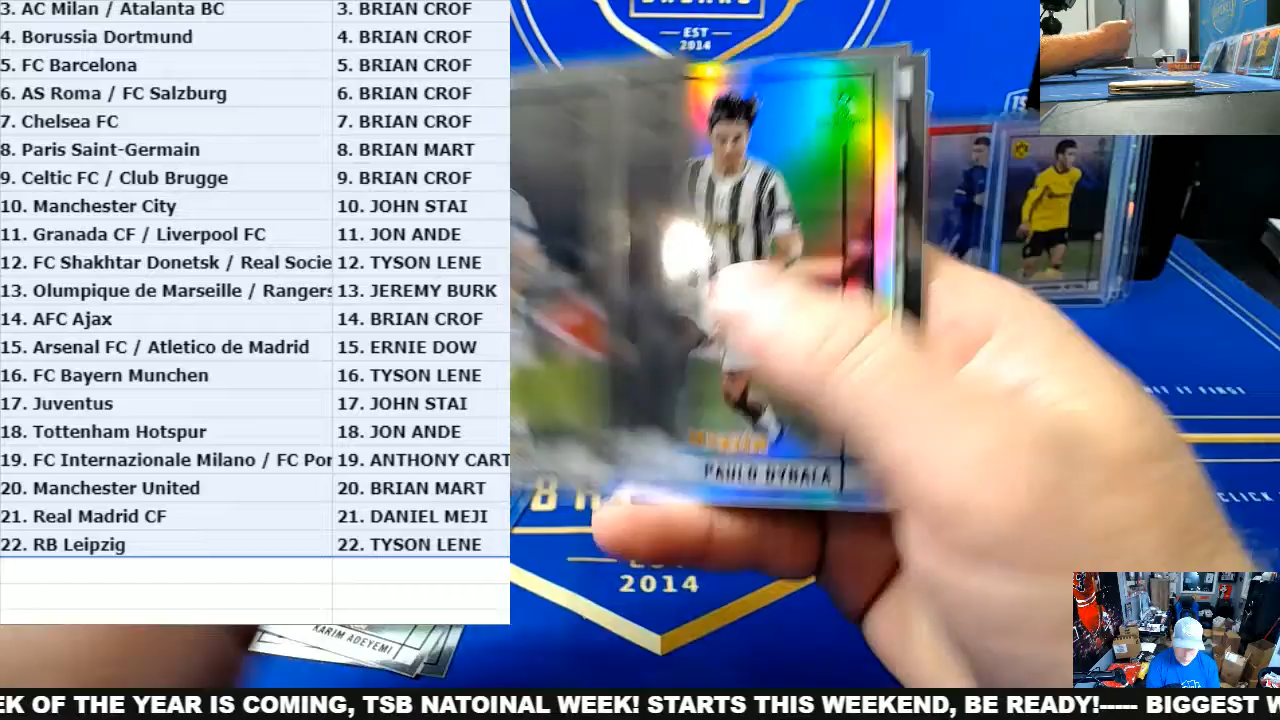 3. AC Milan / Atalanta BC 3. BRIAN CROF
4. Borussia Dortmund 4. BRIAN CROF
5. FC Barcelona 5. BRIAN CROF
6. AS Roma / FC Salzburg 6. BRIAN CROF
7. Chelsea FC 7. BRIAN CROF
8. Paris Saint-Germain 8. BRIAN MART
9. Celtic FC / Club Brugge 9. BRIAN CROF
10. Manchester City 10. JOHN STAI
11. Granada CF / Liverpool FC 11. JON ANDE
12. FC Shakhtar Donetsk / Real Socie 12. TYSON LENE
13. Olumpique de Marseille / Rangers 13. JEREMY BURK
14. AFC Ajax 14. BRIAN CROF
15. Arsenal FC / Atletico de Madrid 15. ERNIE DOW
16. FC Bayern Munchen 16. TYSON LENE
17. Juventus 17. JOHN STAI
18. Tottenham Hotspur 18. JON ANDE
19. FC Internazionale Milano / FC Por 19. ANTHONY CART
20. Manchester United 20. BRIAN MART
21. Real Madrid CF 21. DANIEL MEJI
22. RB Leipzig 22. TYSON LENE
EST
2014
PAULO DYBALA
2014
KARIM ADEYEMI
IT FIRST
CLICK
EK OF THE YEAR IS COMING, TSB NATOINAL WEEK! STARTS THIS WEEKEND, BE READY!----- BIGGEST W